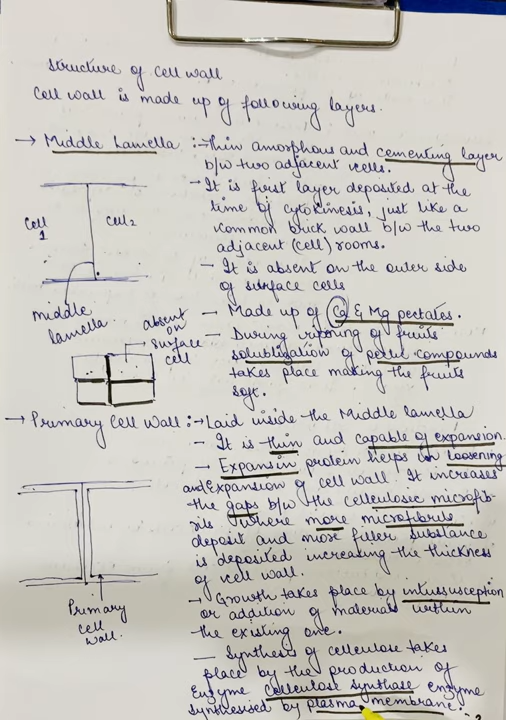 structure of cell wall
Cell wall is made up of following layers.
→ Middle Lamella :- Thin amorphous and cementing layer
b/w two adjacent cells.
- It is first layer deposited at the
time of cytokinesis, just like a
common brick wall b/w the two
adjacent (cell) rooms.
- It is absent on the outer side
of surface cells
- Made up of Ca & Mg pectates.
- During ripening of fruits
solubilization of pectic compounds
takes place making the fruits
soft.
Cell 1
Cell 2
middle
lamella
absent
on
surface
cell
→ Primary Cell Wall :- Laid inside the Middle lamella
- It is thin and capable of expansion.
- Expansin protein helps in loosening
and Expansion of cell wall. It increases
the gaps b/w the cellulosic microfib-
rils where more microfibrils
deposit and more filler substance
is deposited increasing the thickness
of cell wall.
→ Growth takes place by intussusception
or addition of materials within
the existing one.
- Synthesis of cellulose takes
place by the production of
Enzyme cellulose synthase enzyme
synthesised by plasma membrane.
Primary
cell
wall.